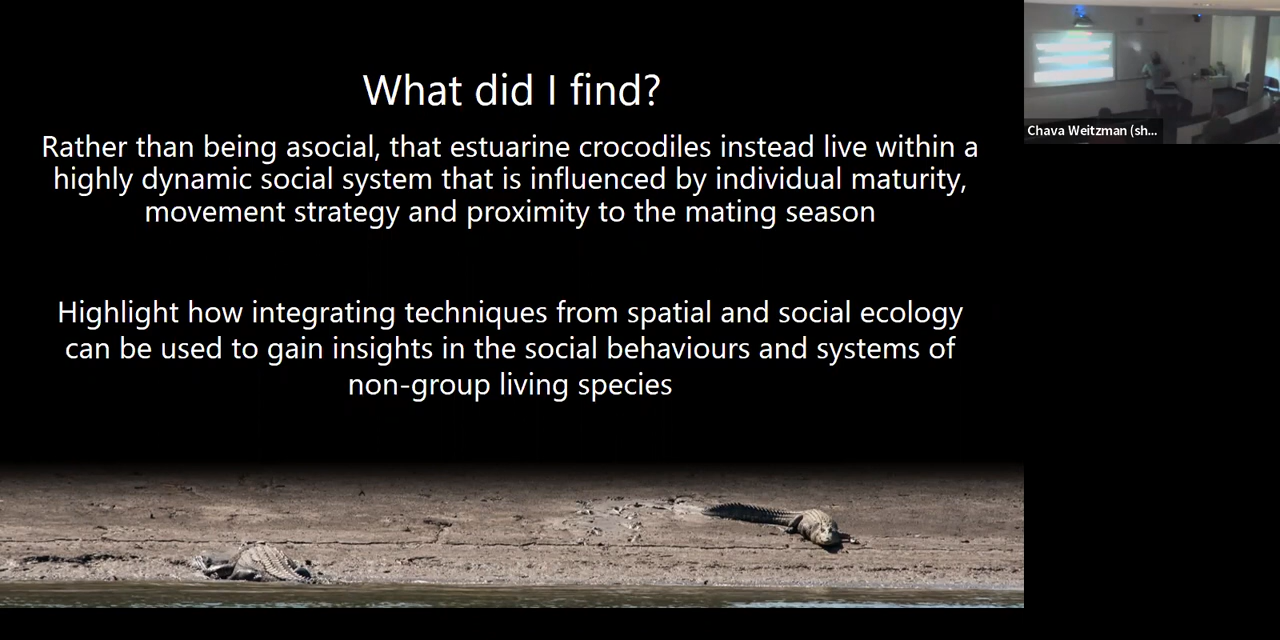 What did I find?
Rather than being asocial, that estuarine crocodiles instead live within a
highly dynamic social system that is influenced by individual maturity,
movement strategy and proximity to the mating season
Highlight how integrating techniques from spatial and social ecology
can be used to gain insights in the social behaviours and systems of
non-group living species
Chava Weitzman (sh...